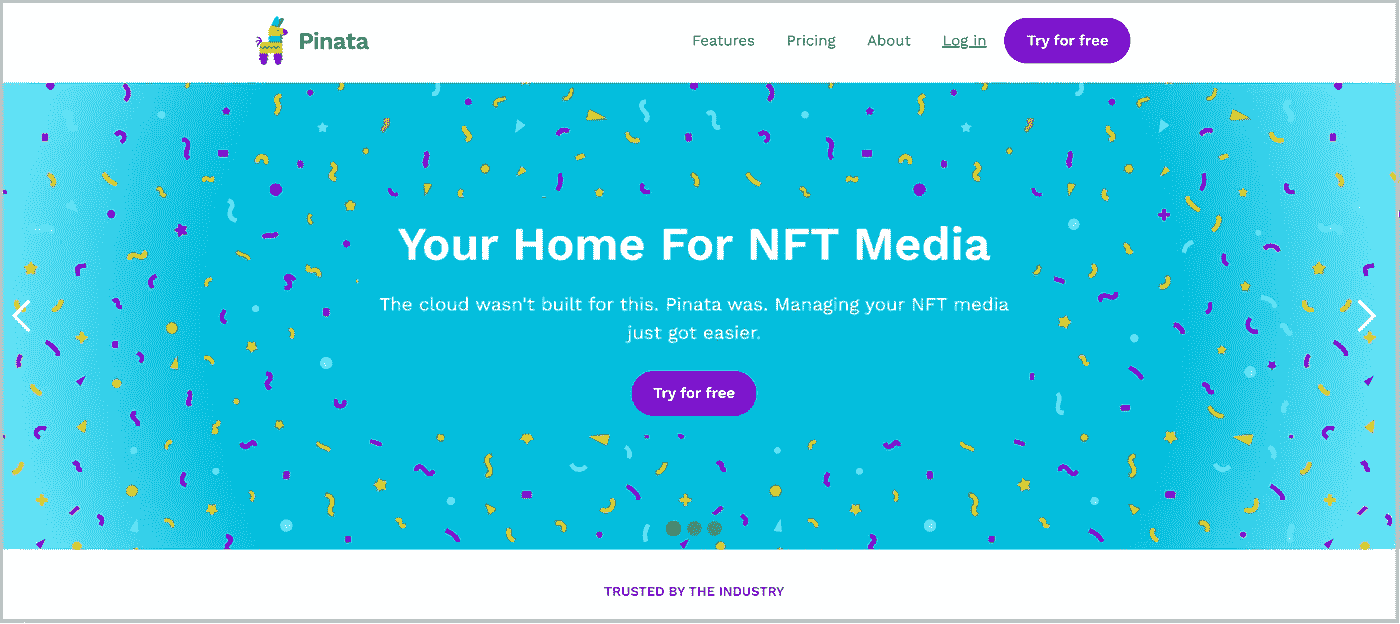 Pinata
Features
Pricing
About
Log in
Try for free
Your Home For NFT Media
The cloud wasn't built for this. Pinata was. Managing your NFT media
just got easier.
Try for free
TRUSTED BY THE INDUSTRY